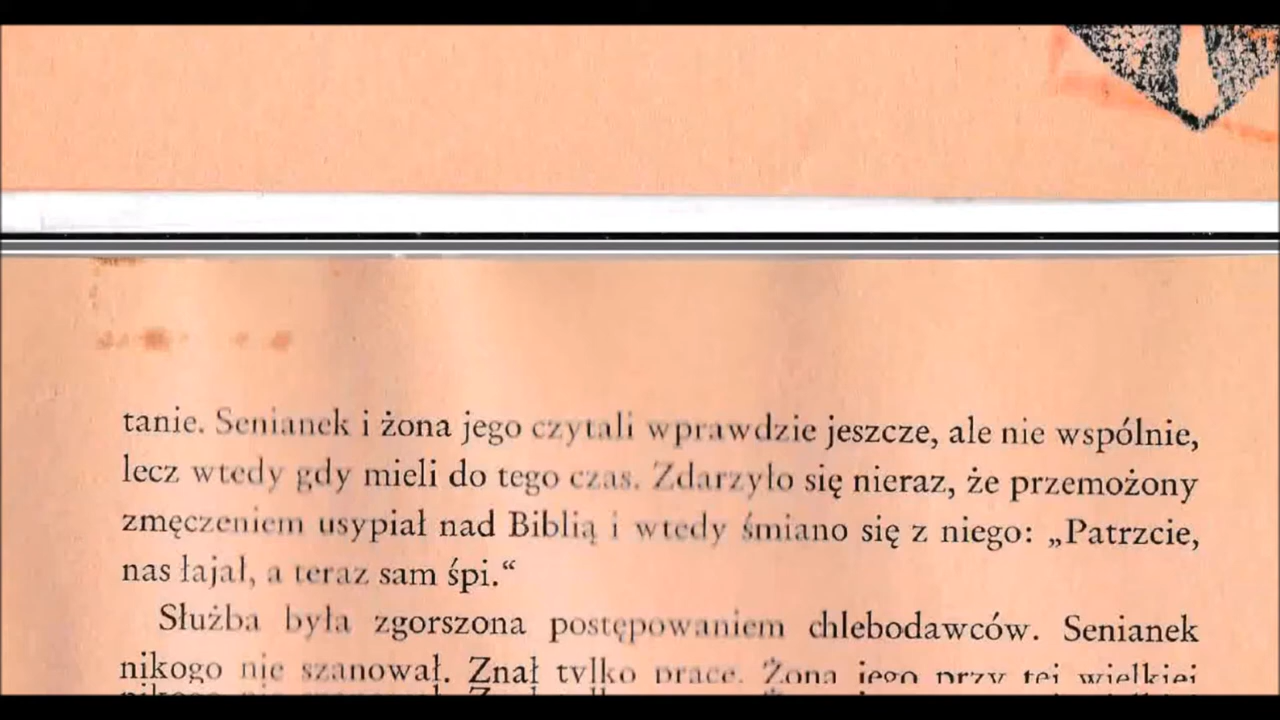 tanie. Senianek i żona jego czytali wprawdzie jeszcze, ale nie wspólnie,
lecz wtedy gdy mieli do tego czas. Zdarzyło się nieraz, że przemożony
zmęczeniem usypiał nad Biblią i wtedy śmiano się z niego: „Patrzcie,
nas łajał, a teraz sam śpi.“
Służba była zgorszona postępowaniem chlebodawców. Senianek
nikogo nie szanował. Znał tylko pracę. Żona jego przy tej wielkiej